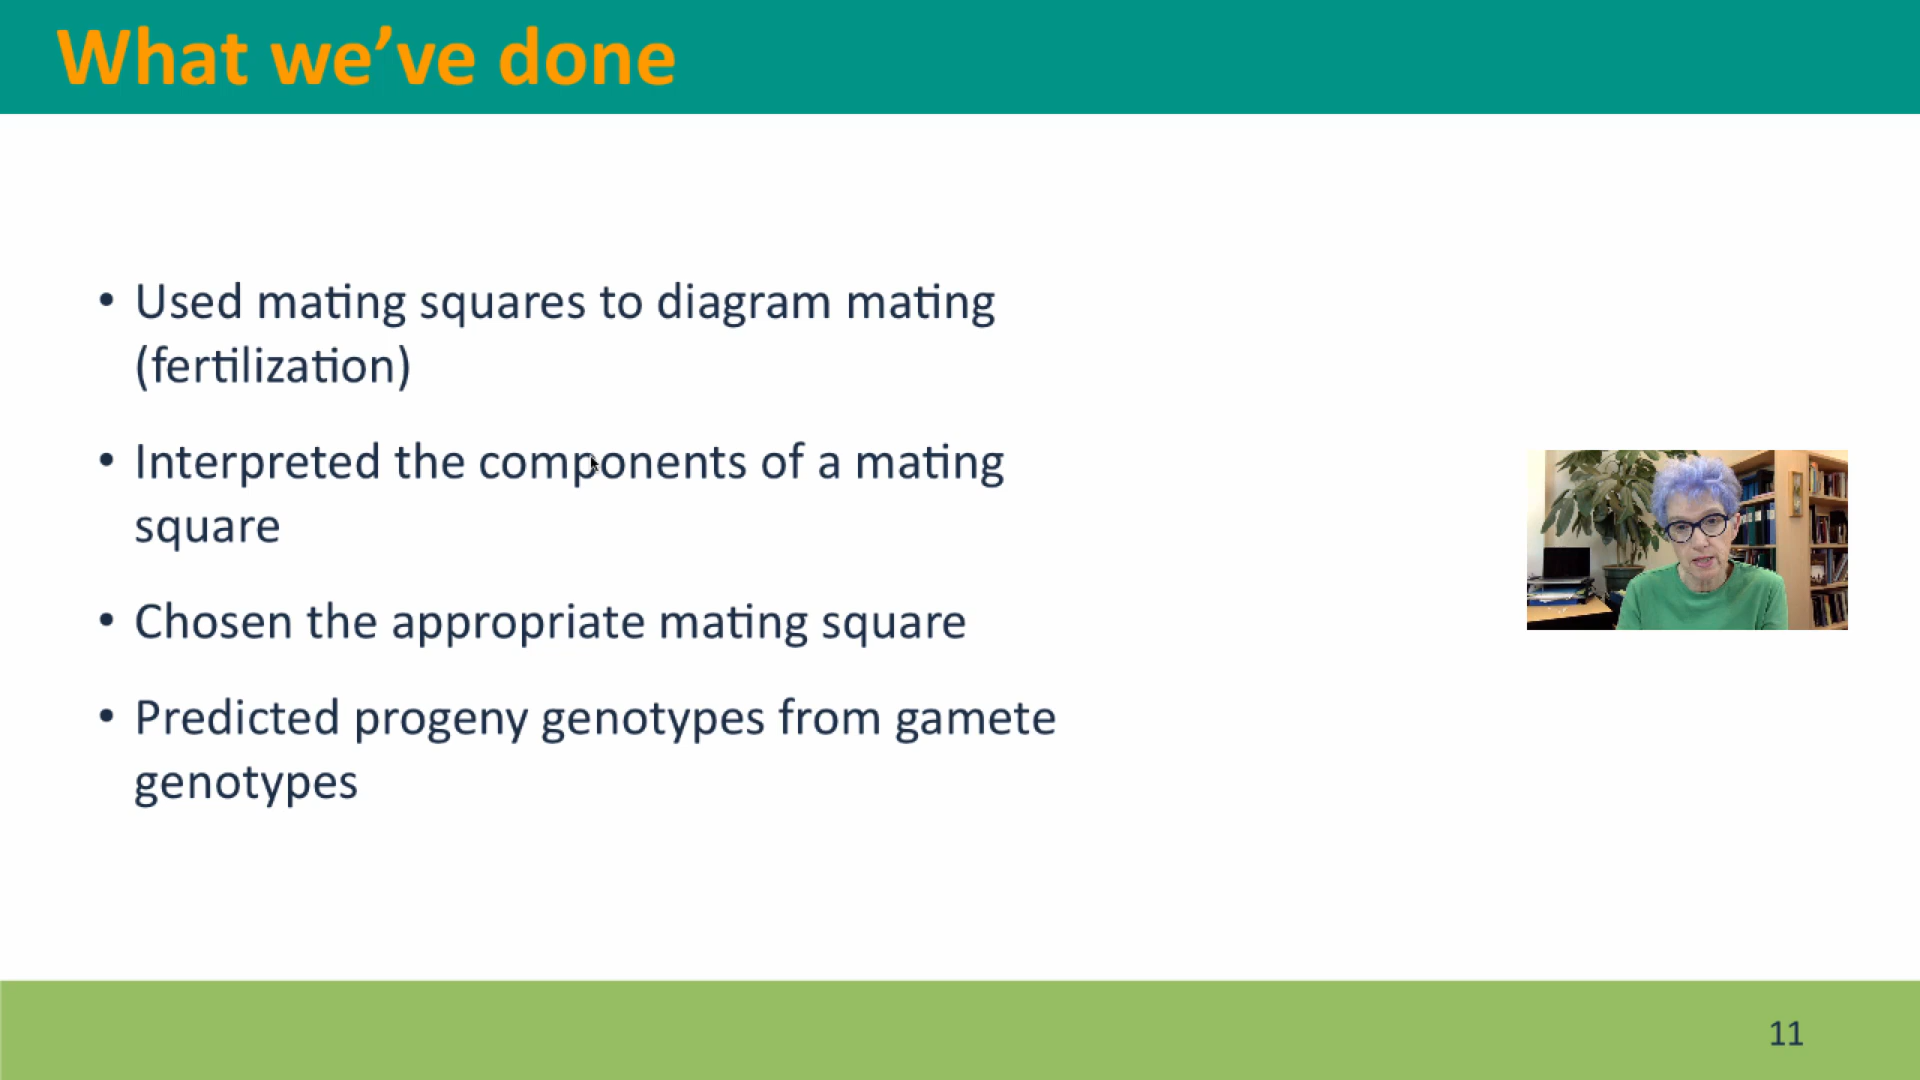 What we’ve done
• Used mating squares to diagram mating
(fertilization)
• Interpreted the components of a mating
square
• Chosen the appropriate mating square
• Predicted progeny genotypes from gamete
genotypes
11